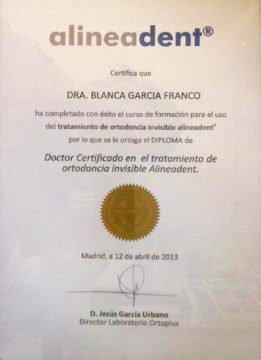 alineadent®
Certifica que
DRA. BLANCA GARCIA FRANCO
ha completado con éxito el curso de formación para el uso
del tratamiento de ortodoncia invisible alineadent®
por lo que se le otorga el DIPLOMA de
Doctor Certificado en el tratamiento de
ortodoncia invisible Alineadent.
Madrid, a 12 de abril de 2013
D. Jesús García Urbano
Director Laboratorio Ortoplus